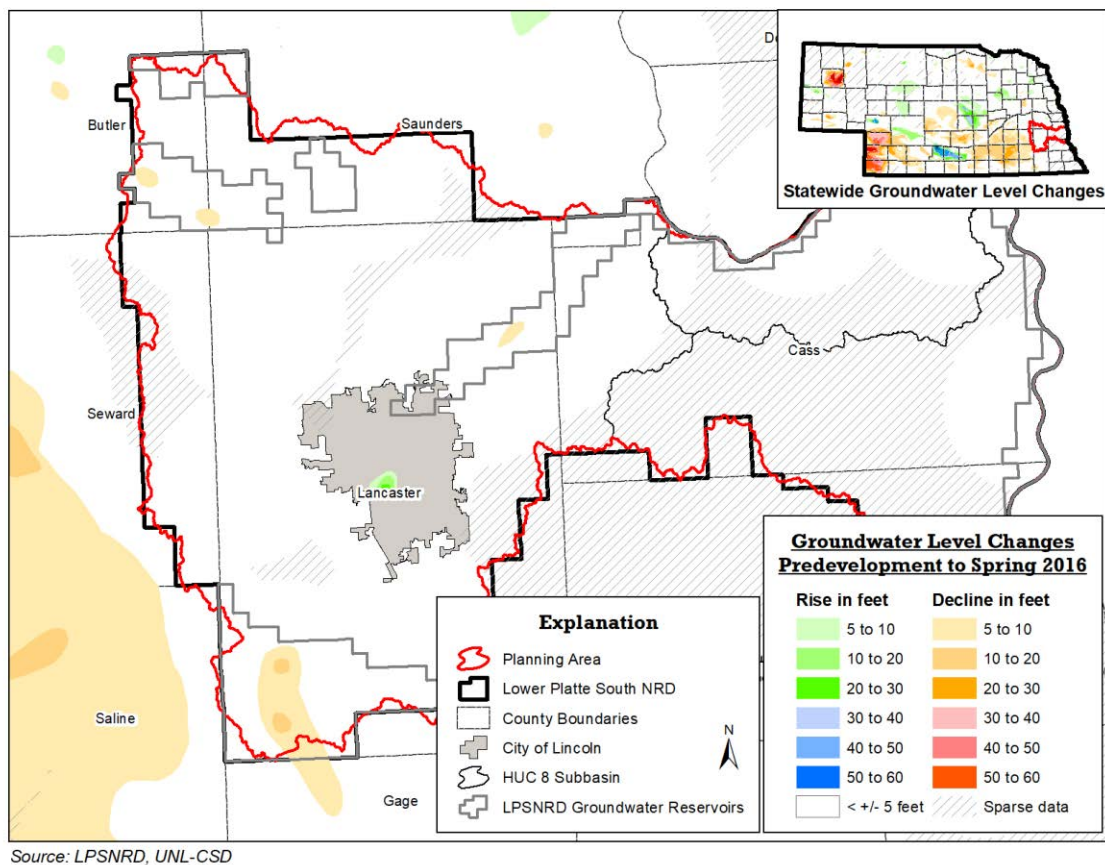 De
Butler
Saunders
Statewide Groundwater Level Changes
Cass
Seward
Lancaster
Saline
Gage
Explanation
Planning Area
Lower Platte South NRD
County Boundaries
City of Lincoln
HUC 8 Subbasin
LPSNRD Groundwater Reservoirs
N
Groundwater Level Changes
Predevelopment to Spring 2016
Rise in feet Decline in feet
5 to 10 5 to 10
10 to 20 10 to 20
20 to 30 20 to 30
30 to 40 30 to 40
40 to 50 40 to 50
50 to 60 50 to 60
< +/- 5 feet Sparse data
Source: LPSNRD, UNL-CSD